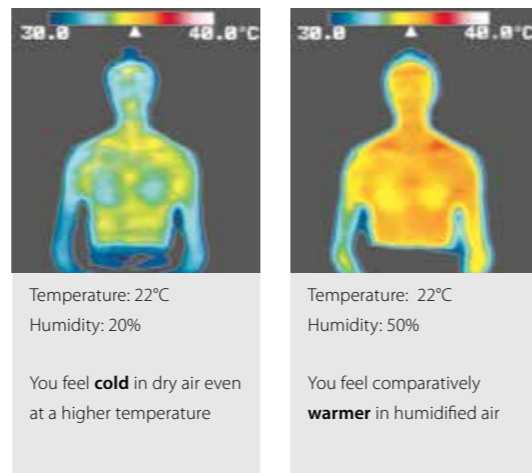 30.0 40.0°C
30.0 40.0°C
Temperature: 22°C
Humidity: 20%
You feel cold in dry air even
at a higher temperature
Temperature: 22°C
Humidity: 50%
You feel comparatively
warmer in humidified air